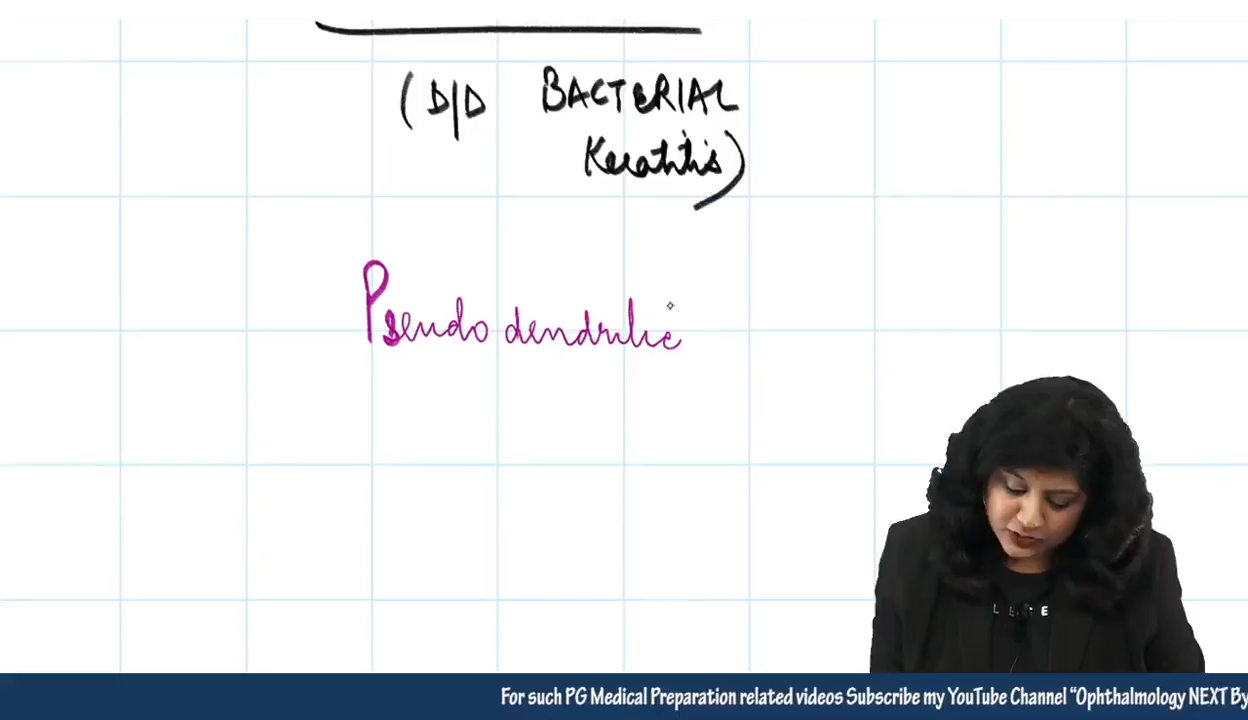 (D/D BACTERIAL
Keratitis)
Pseudo dendritic
For such PG Medical Preparation related videos Subscribe my YouTube Channel “Ophthalmology NEXT By